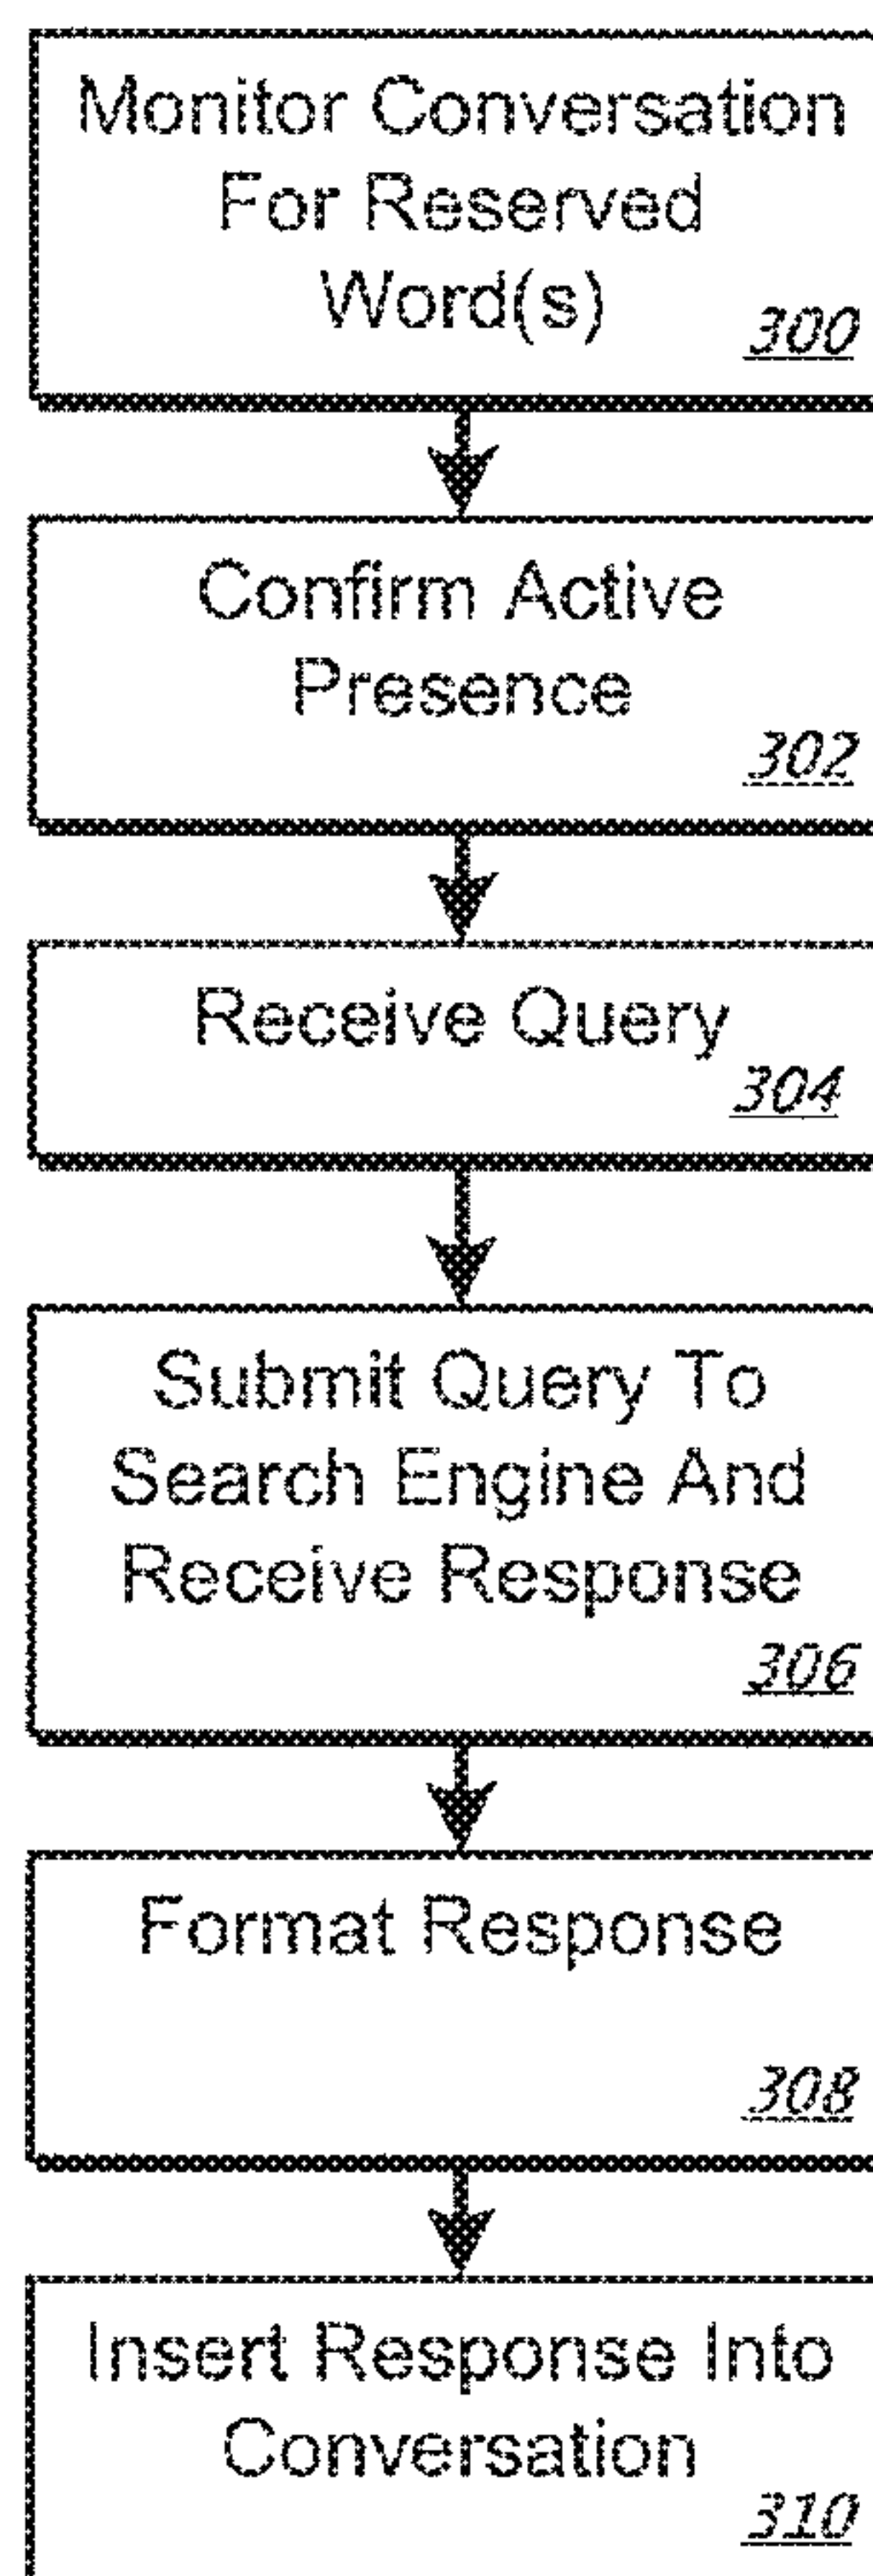 Monitor Conversation
For Reserved
Word(s)
300
Confirm Active
Presence
302
Receive Query
304
Submit Query To
Search Engine And
Receive Response
306
Format Response
308
Insert Response Into
Conversation
310